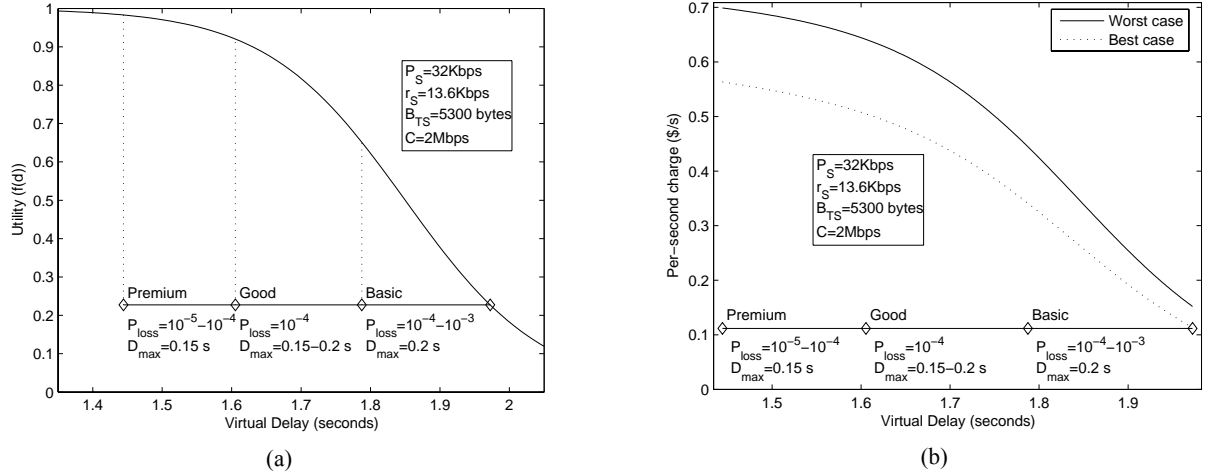 1
0.9
0.8
0.7
0.6
0.5
0.4
0.3
0.2
0.1
0
Utility (f(d))
P_S=32Kbps
r_S=13.6Kbps
B_TS=5300 bytes
C=2Mbps
Premium
Good
Basic
P_loss=10^−5−10^−4
P_loss=10^−4
P_loss=10^−4−10^−3
D_max=0.15 s
D_max=0.15−0.2 s
D_max=0.2 s
1.4
1.5
1.6
1.7
1.8
1.9
2
Virtual Delay (seconds)
(a)
0.7
0.6
0.5
0.4
0.3
0.2
0.1
0
Per−second charge ($/s)
Worst case
Best case
P_S=32Kbps
r_S=13.6Kbps
B_TS=5300 bytes
C=2Mbps
Premium
Good
Basic
P_loss=10^−5−10^−4
P_loss=10^−4
P_loss=10^−4−10^−3
D_max=0.15 s
D_max=0.15−0.2 s
D_max=0.2 s
1.5
1.6
1.7
1.8
1.9
Virtual Delay (seconds)
(b)